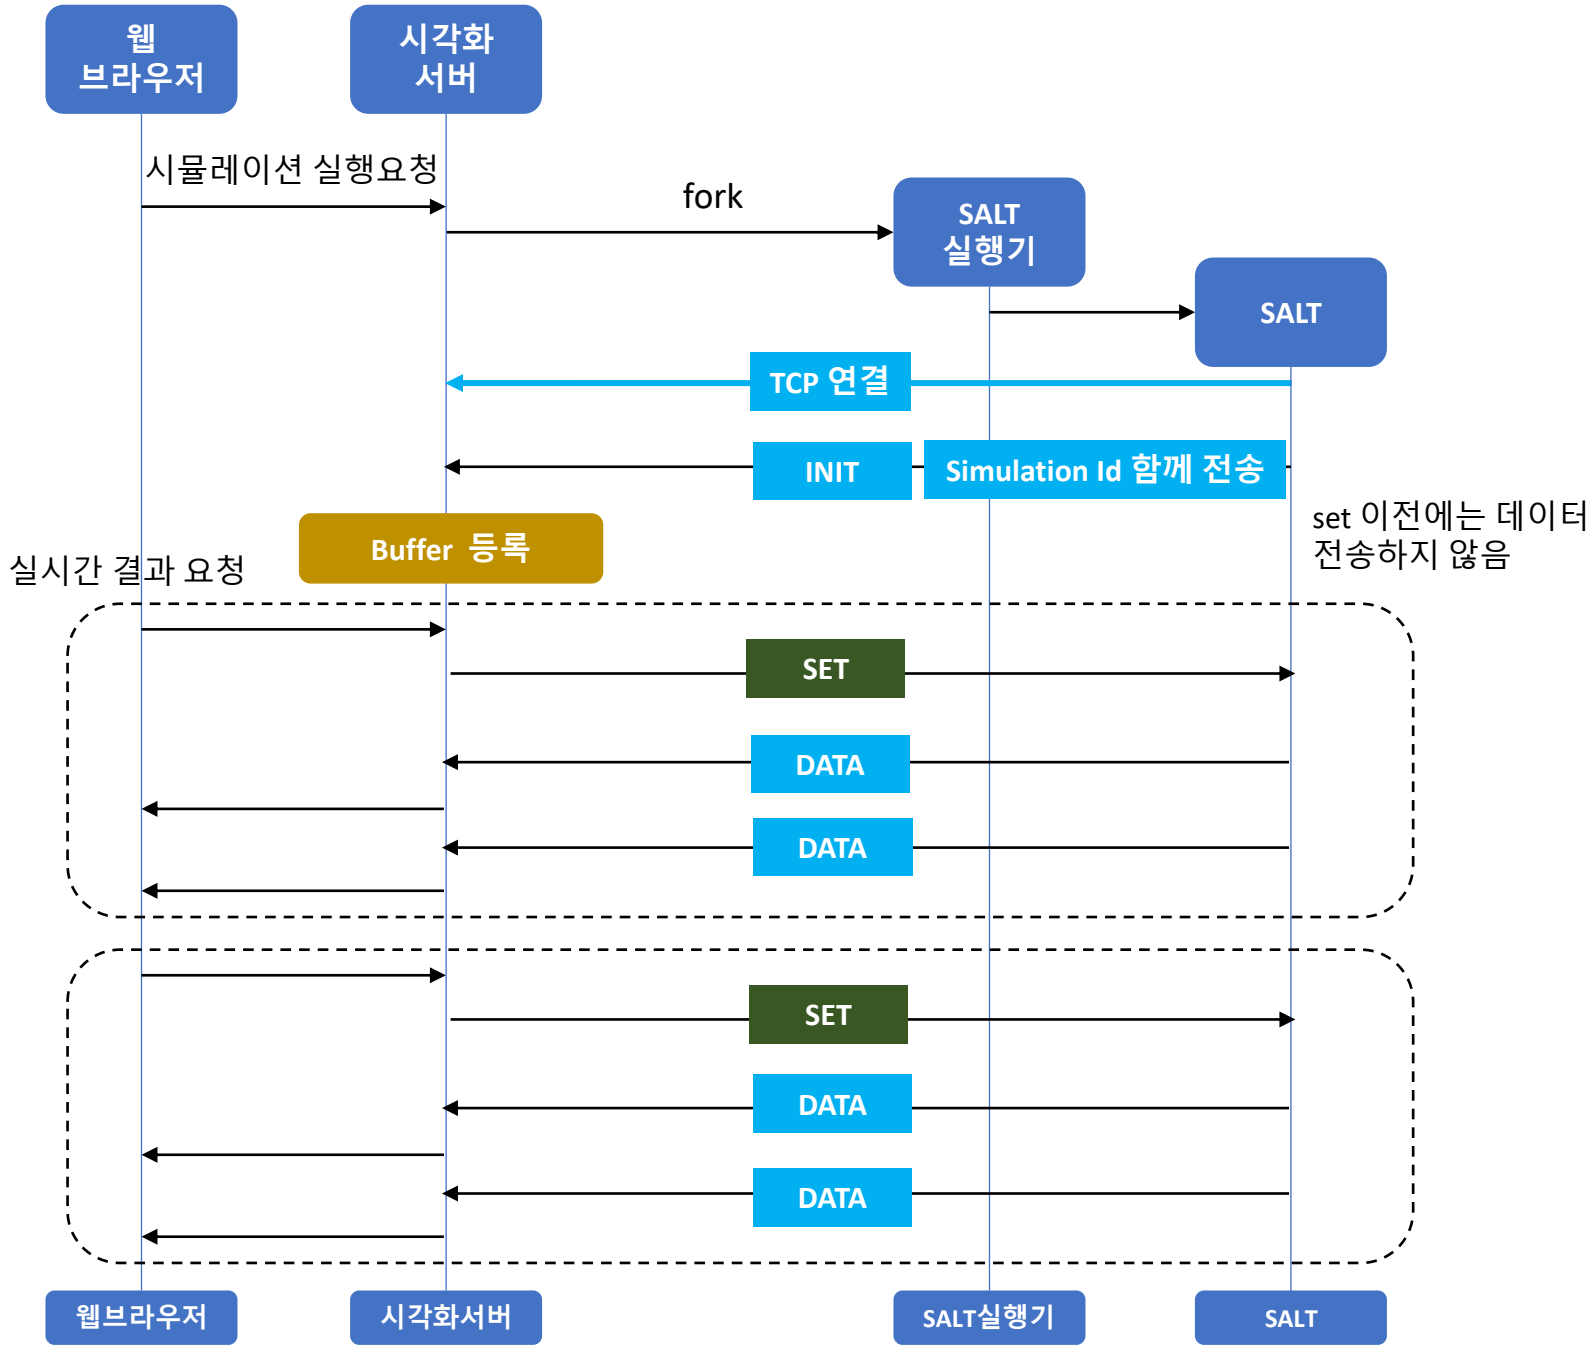 웹
브라우저
시각화
서버
시뮬레이션 실행요청
fork
SALT
실행기
SALT
TCP 연결
INIT
Simulation Id 함께 전송
set 이전에는 데이터
전송하지 않음
Buffer 등록
실시간 결과 요청
SET
DATA
DATA
SET
DATA
DATA
웹브라우저
시각화서버
SALT실행기
SALT